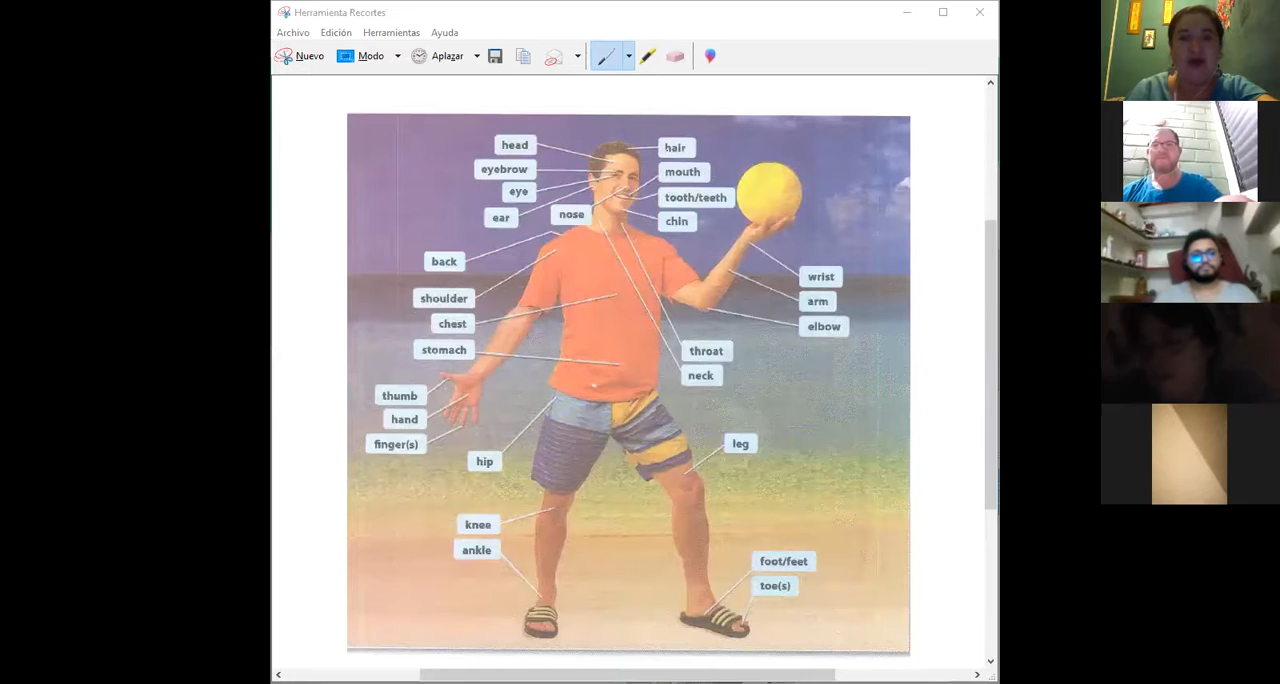 Herramienta Recortes
Archivo Edición Herramientas Ayuda
Nuevo Modo Aplazar
head
hair
eyebrow
mouth
eye
tooth/teeth
ear
nose
chin
back
wrist
shoulder
arm
chest
elbow
stomach
throat
neck
thumb
hand
finger(s)
hip
leg
knee
ankle
foot/feet
toe(s)